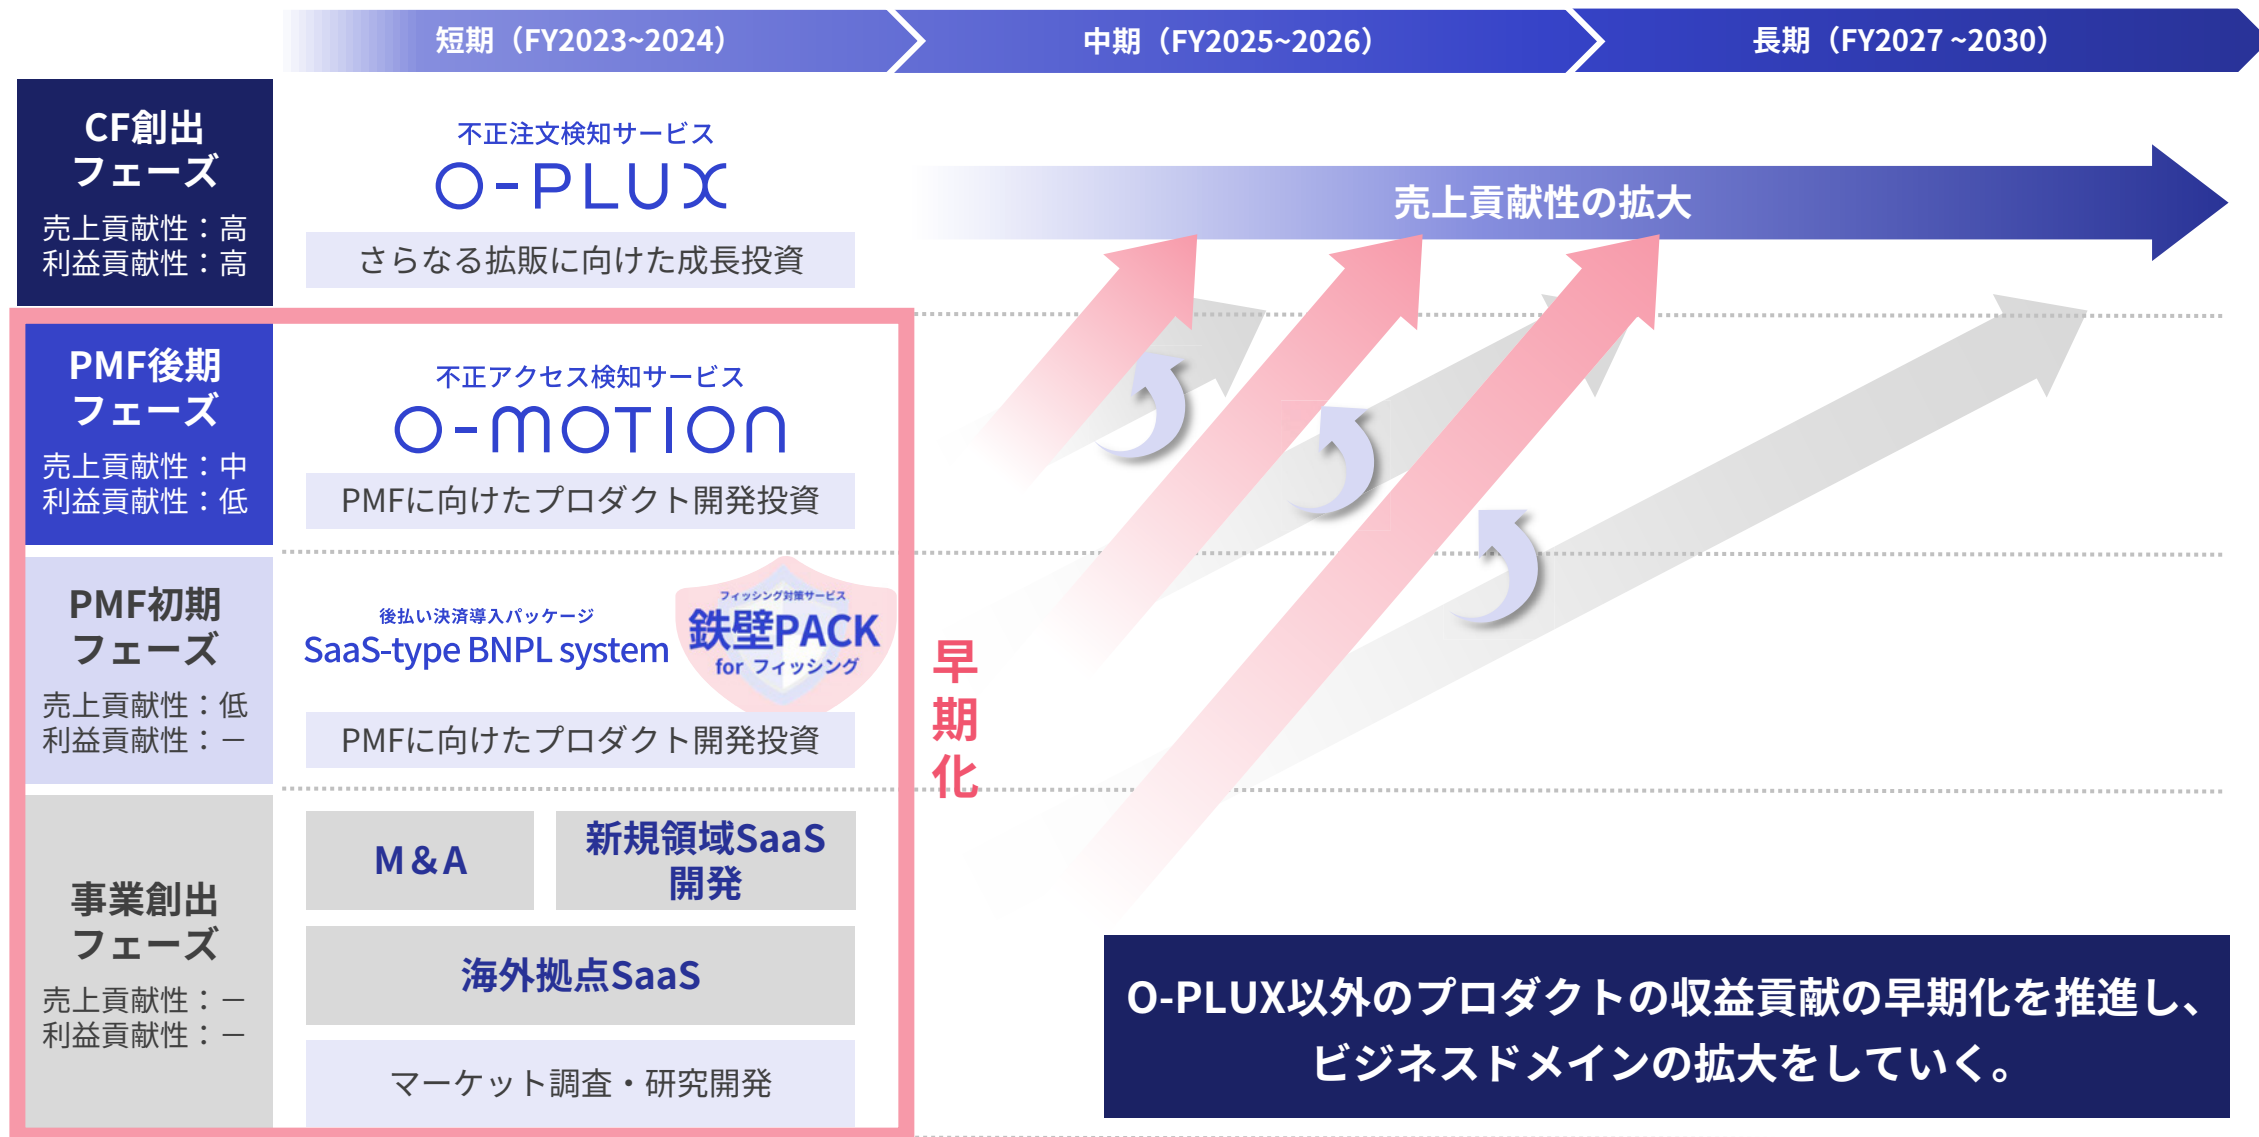 短期（FY2023~2024）
中期（FY2025~2026）
長期（FY2027 ~2030）
CF創出
フェーズ
売上貢献性：高
利益貢献性：高
不正注文検知サービス
O-PLUX
さらなる拡販に向けた成長投資
売上貢献性の拡大
PMF後期
フェーズ
売上貢献性：中
利益貢献性：低
不正アクセス検知サービス
O-MOTION
PMFに向けたプロダクト開発投資
PMF初期
フェーズ
売上貢献性：低
利益貢献性：－
後払い決済導入パッケージ
SaaS-type BNPL system
フィッシング対策サービス
鉄壁PACK
for フィッシング
PMFに向けたプロダクト開発投資
早期化
事業創出
フェーズ
売上貢献性：－
利益貢献性：－
M＆A
新規領域SaaS
開発
海外拠点SaaS
マーケット調査・研究開発
O-PLUX以外のプロダクトの収益貢献の早期化を推進し、
ビジネスドメインの拡大をしていく。